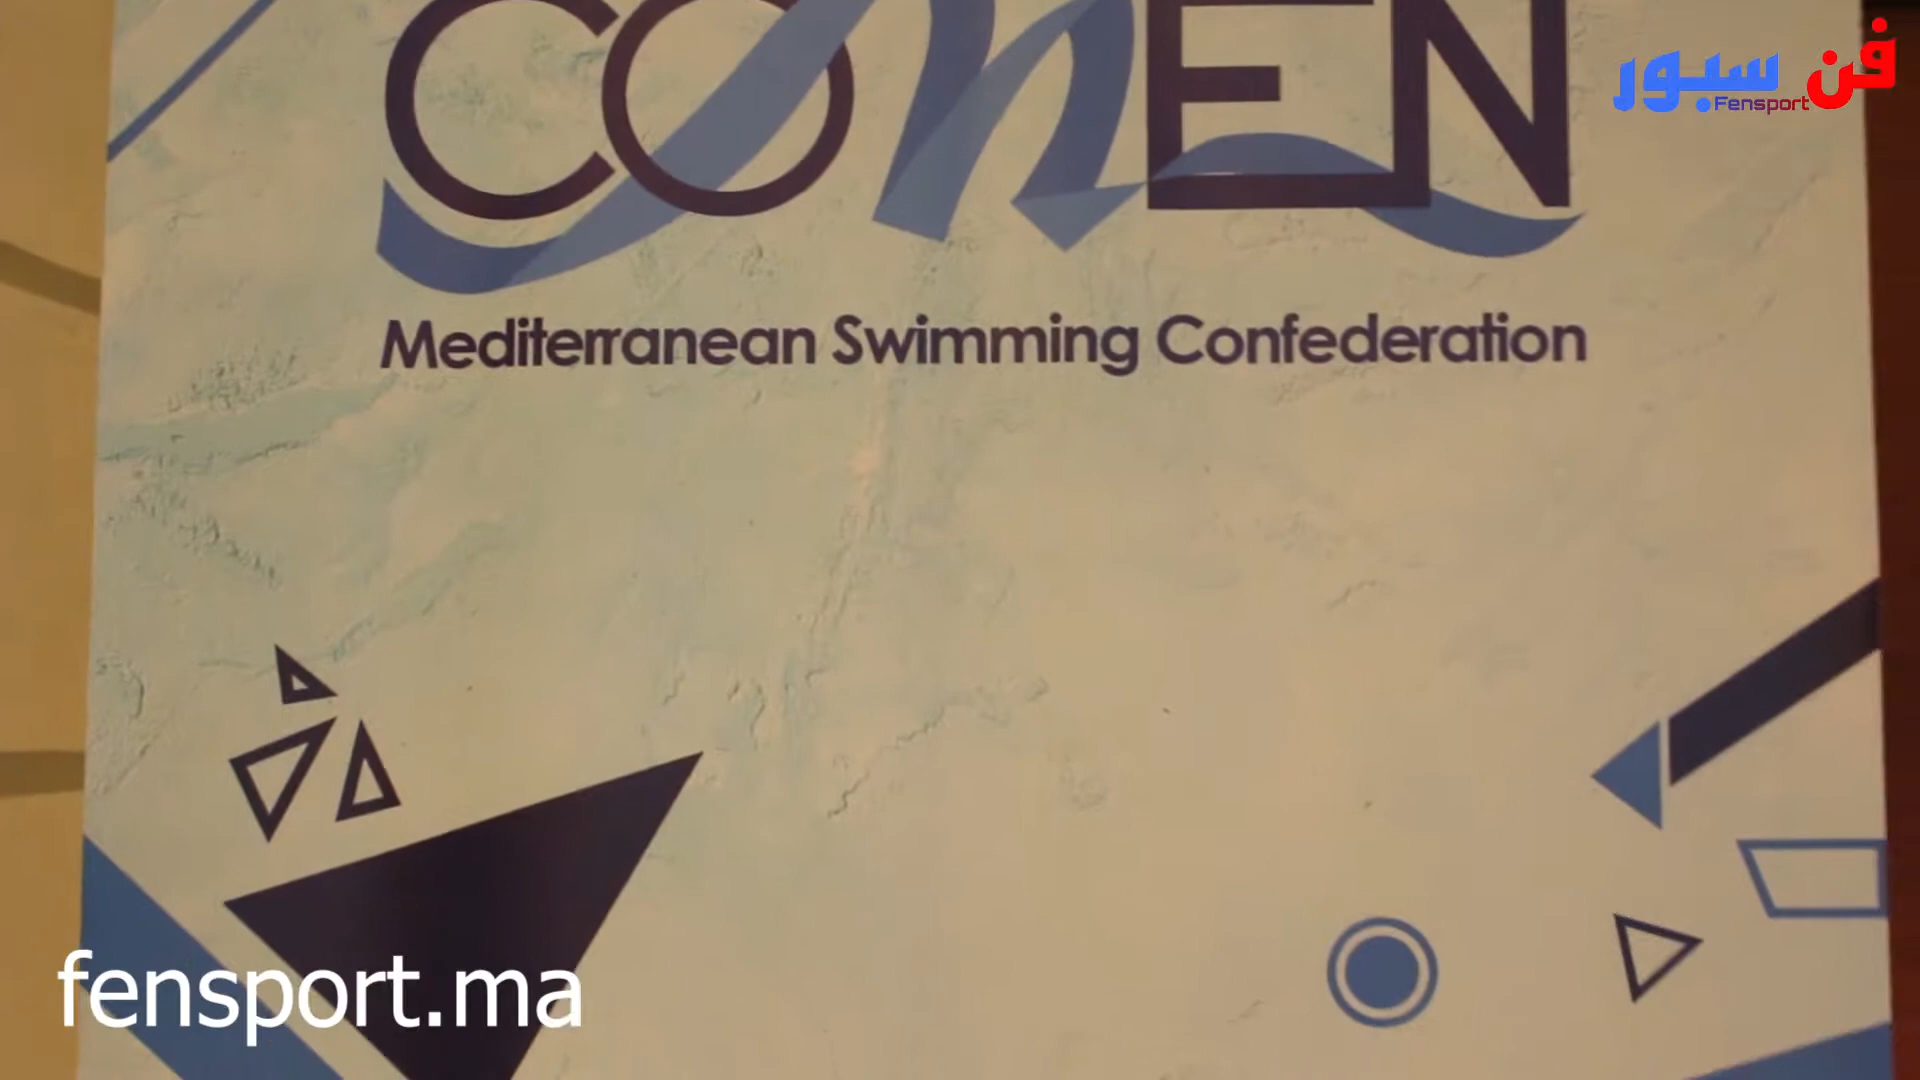 COMEN
فن سبور
Fensport
Mediterranean Swimming Confederation
fensport.ma